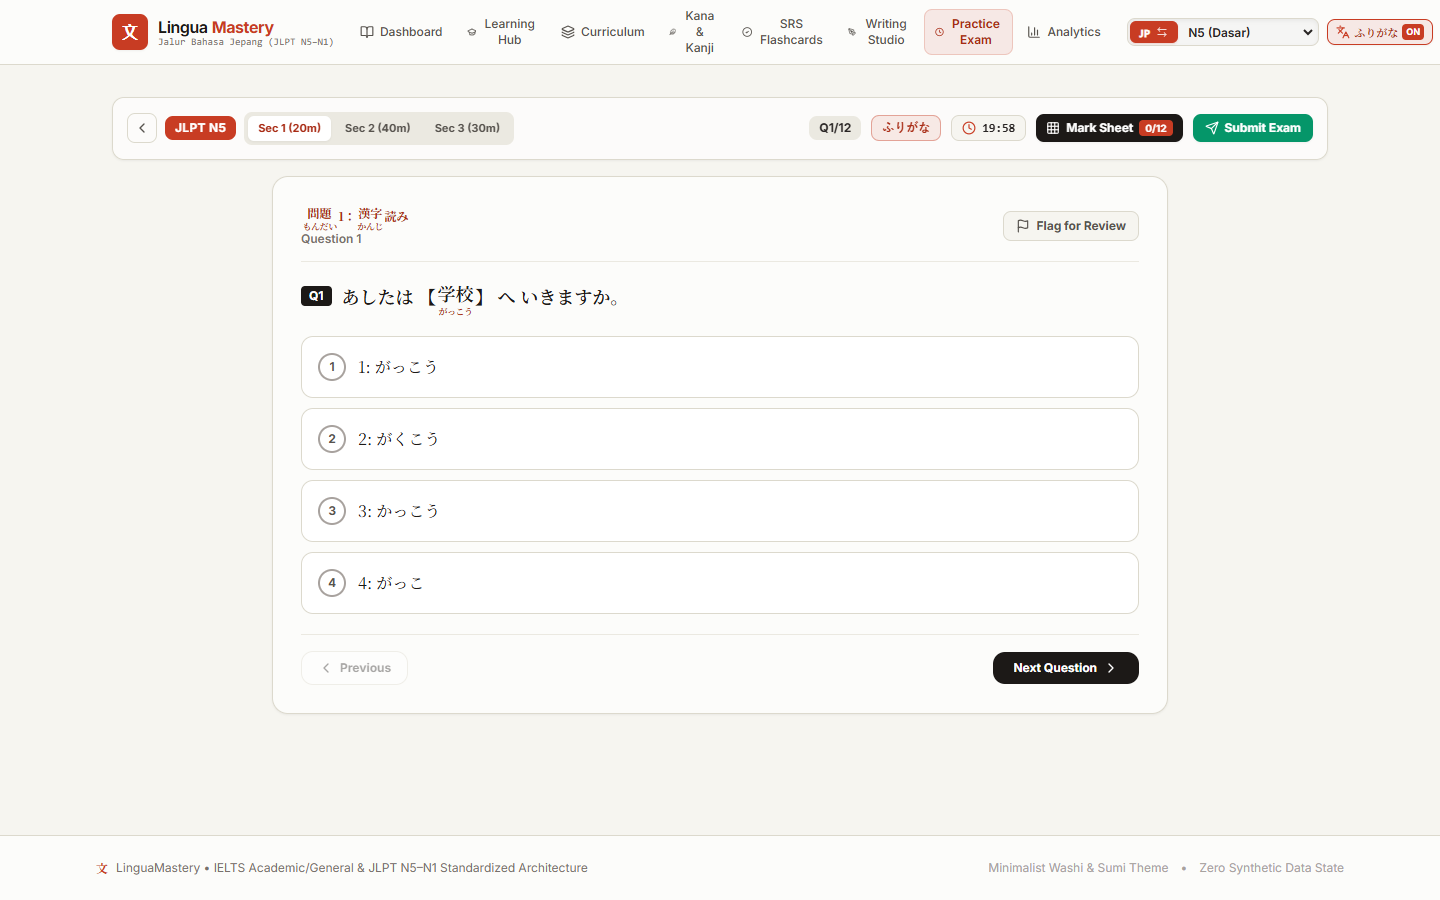 文
Lingua Mastery
Jalur Bahasa Jepang (JLPT N5-N1)
Dashboard
Learning
Hub
Curriculum
Kana
&
Kanji
SRS
Flashcards
Writing
Studio
Practice
Exam
Analytics
JP ⇆
N5 (Dasar)
ふりがな ON
JLPT N5
Sec 1 (20m)
Sec 2 (40m)
Sec 3 (30m)
Q1/12
ふりがな
19:58
Mark Sheet 0/12
Submit Exam
問題 1: 漢字読み
もんだい かんじ
Question 1
Flag for Review
Q1 あしたは 【学校】 へ いきますか。
がっこう
1 1: がっこう
2 2: がくこう
3 3: かっこう
4 4: がっこ
Previous
Next Question
文 LinguaMastery • IELTS Academic/General & JLPT N5–N1 Standardized Architecture
Minimalist Washi & Sumi Theme • Zero Synthetic Data State